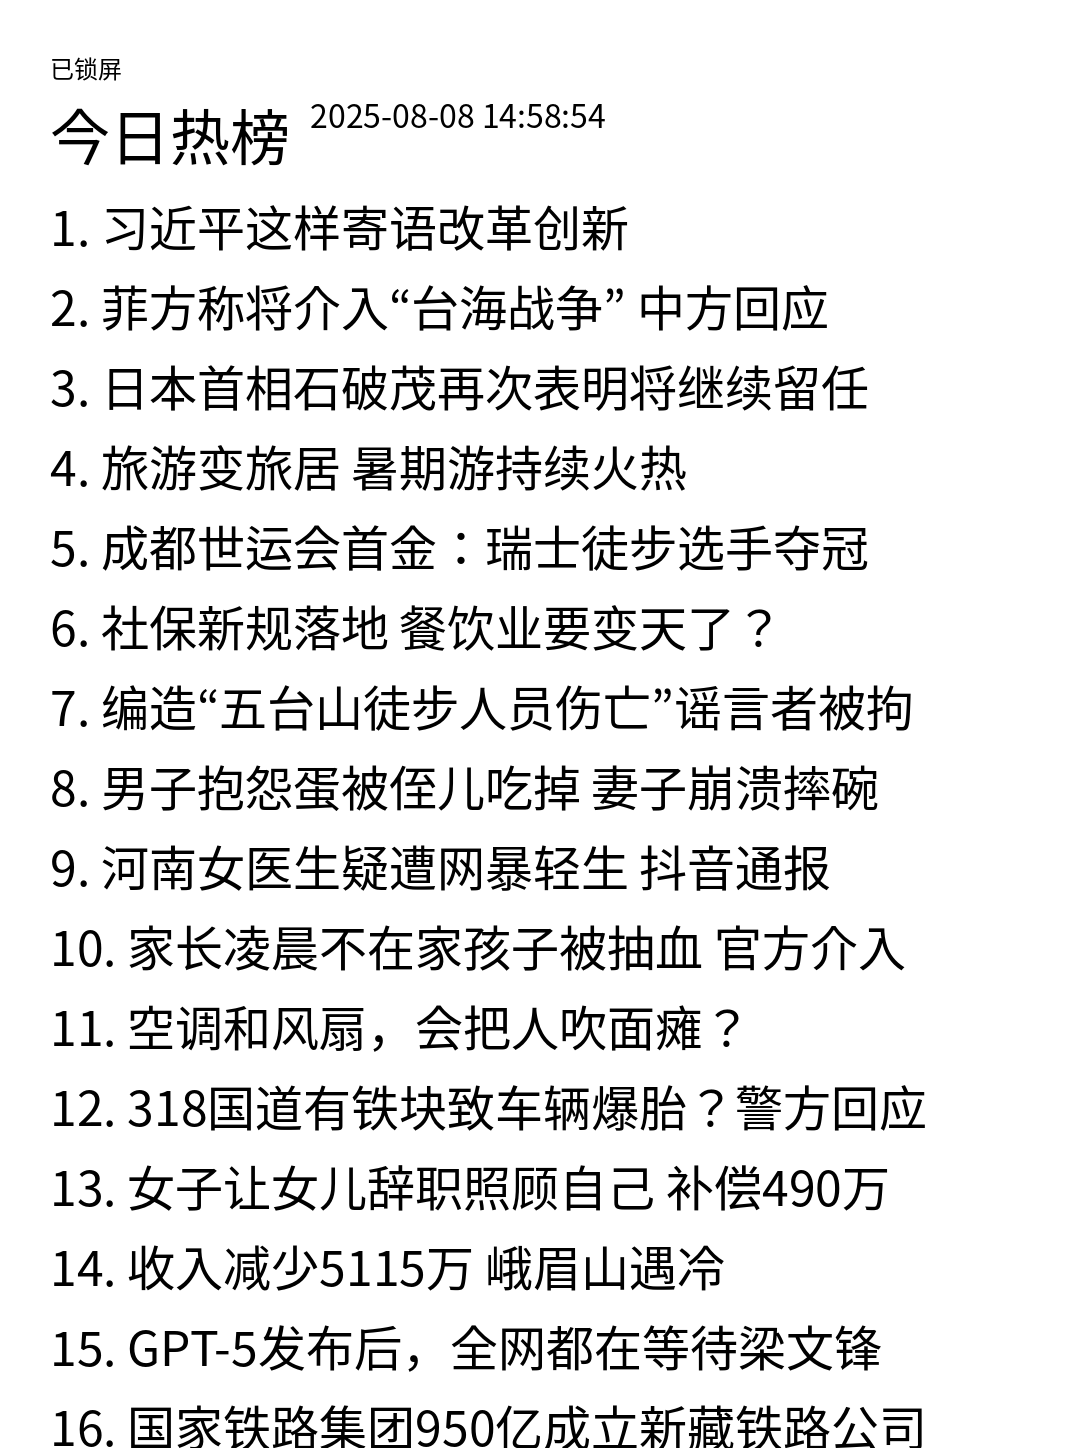 已锁屏
今日热榜 2025-08-08 14:58:54
1. 习近平这样寄语改革创新
2. 菲方称将介入“台海战争” 中方回应
3. 日本首相石破茂再次表明将继续留任
4. 旅游变旅居 暑期游持续火热
5. 成都世运会首金：瑞士徒步选手夺冠
6. 社保新规落地 餐饮业要变天了？
7. 编造“五台山徒步人员伤亡”谣言者被拘
8. 男子抱怨蛋被侄儿吃掉 妻子崩溃摔碗
9. 河南女医生疑遭网暴轻生 抖音通报
10. 家长凌晨不在家孩子被抽血 官方介入
11. 空调和风扇，会把人吹面瘫？
12. 318国道有铁块致车辆爆胎？警方回应
13. 女子让女儿辞职照顾自己 补偿490万
14. 收入减少5115万 峨眉山遇冷
15. GPT-5发布后，全网都在等待梁文锋
16. 国家铁路集团950亿成立新藏铁路公司